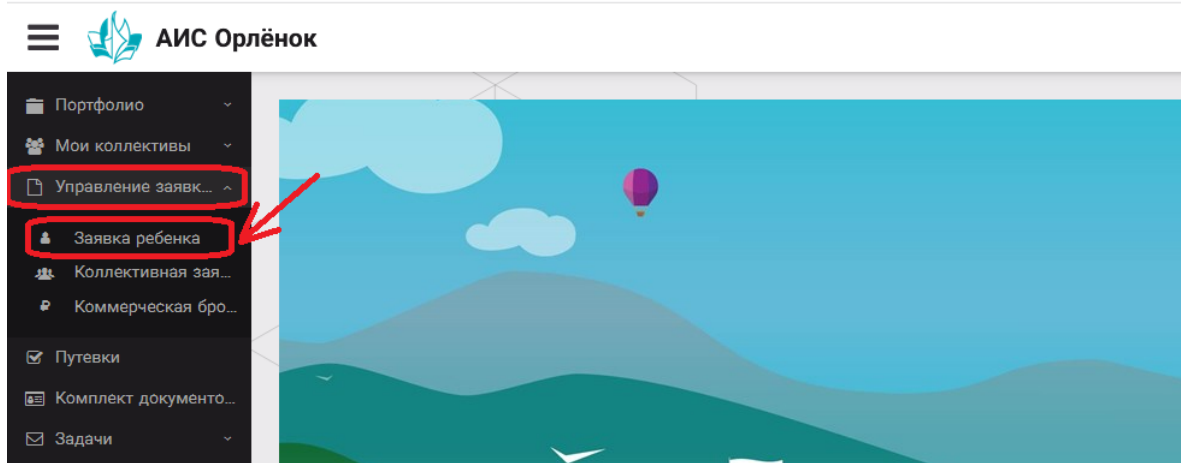 АИС Орлёнок
Портфолио
Мои коллективы
Управление заявк...
Заявка ребенка
Коллективная зая...
Коммерческая бро...
Путевки
Комплект документо...
Задачи